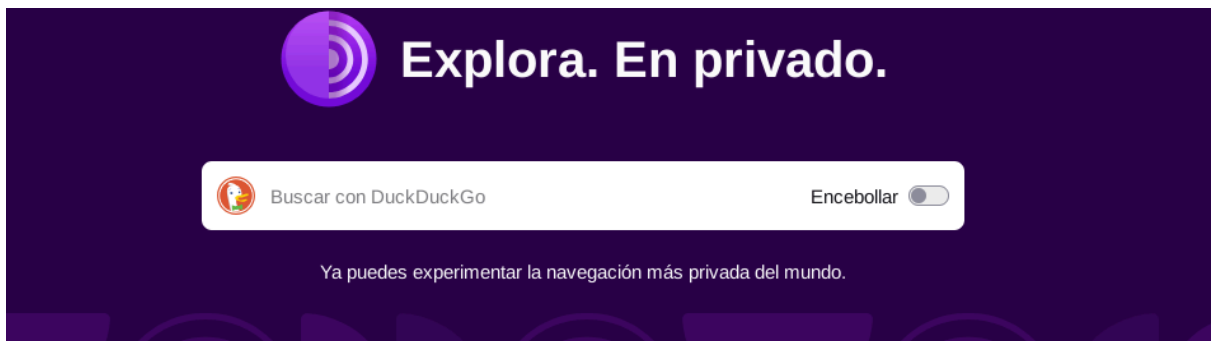 Explora. En privado.
Buscar con DuckDuckGo Encebollar
Ya puedes experimentar la navegación más privada del mundo.